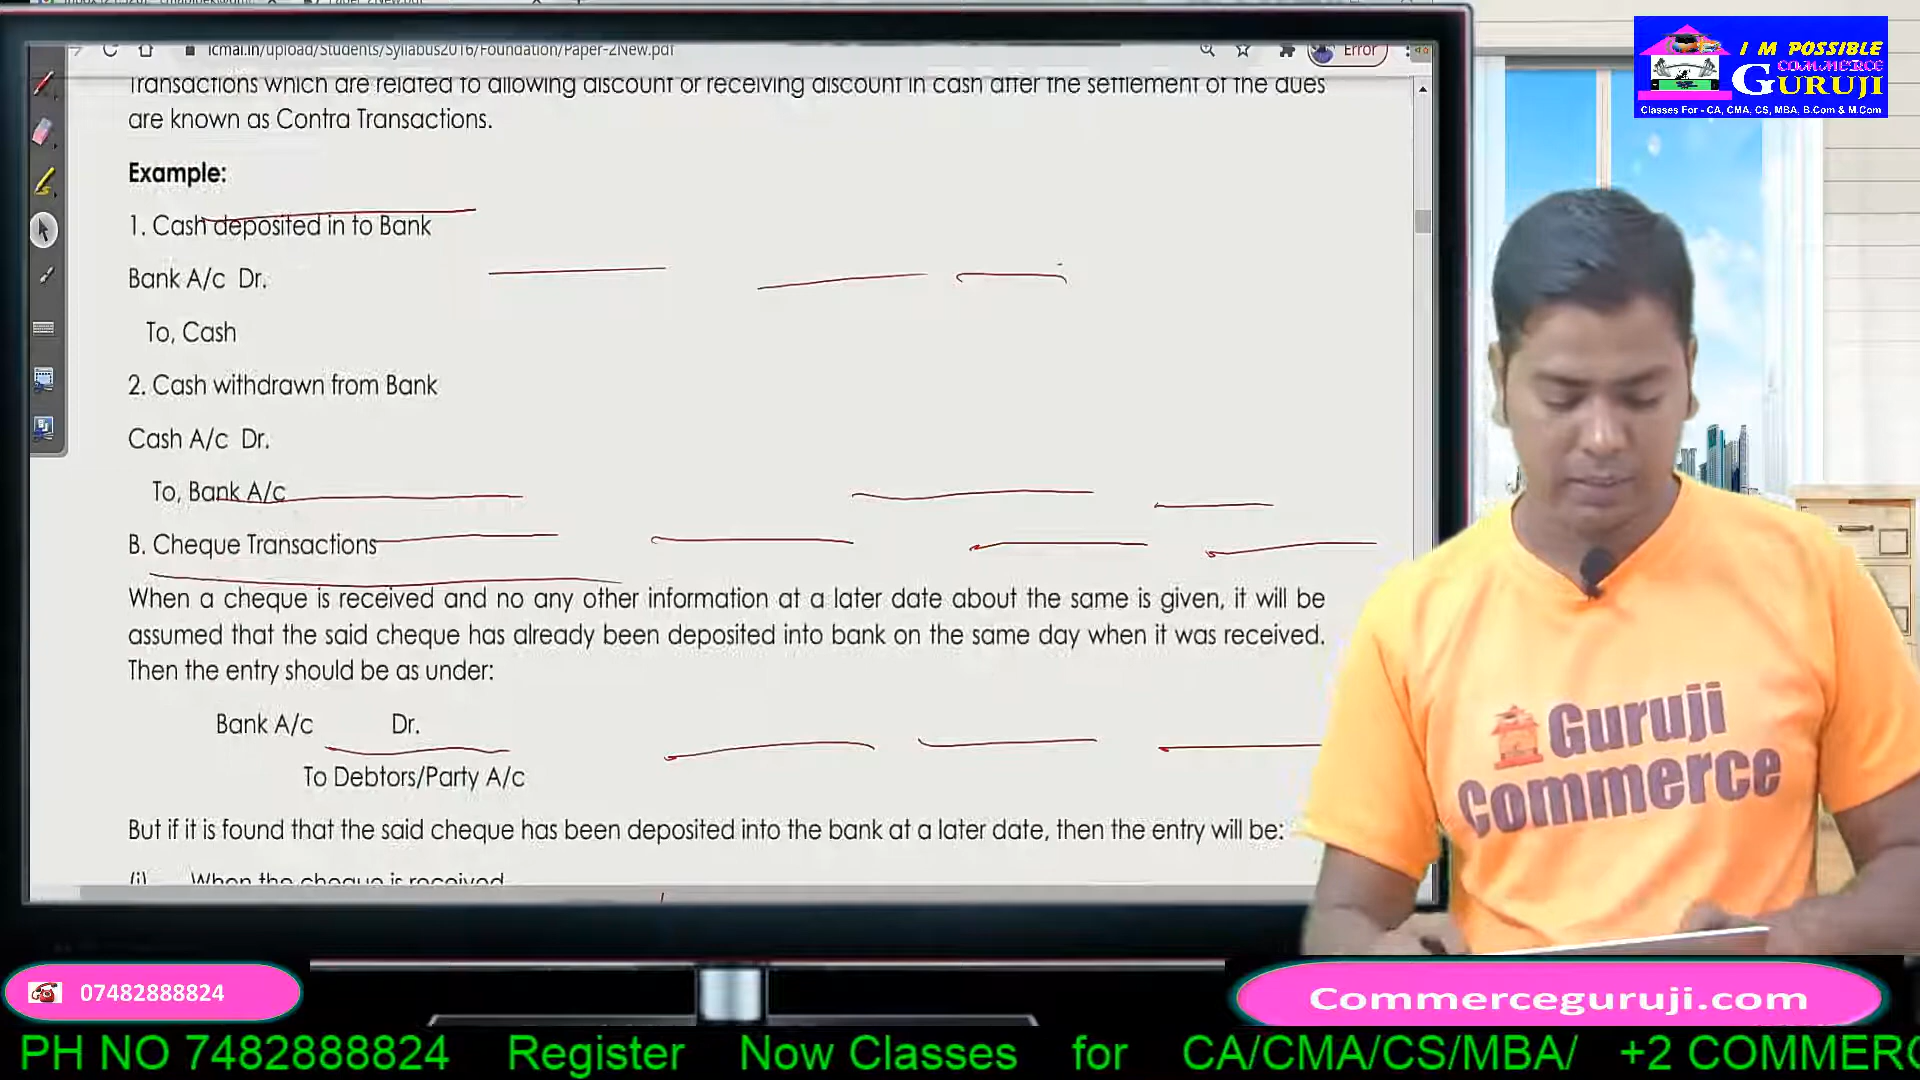 icmai.in/upload/Students/Syllabus2016/Foundation/Paper-2New.pdf
Error
Transactions which are related to allowing discount or receiving discount in cash after the settlement of the dues
are known as Contra Transactions.
Example:
1. Cash deposited in to Bank
Bank A/c Dr.
To, Cash
2. Cash withdrawn from Bank
Cash A/c Dr.
To, Bank A/c
B. Cheque Transactions
When a cheque is received and no any other information at a later date about the same is given, it will be
assumed that the said cheque has already been deposited into bank on the same day when it was received.
Then the entry should be as under:
Bank A/c Dr.
To Debtors/Party A/c
But if it is found that the said cheque has been deposited into the bank at a later date, then the entry will be:
(i) When the cheque is received
I M POSSIBLE
COMMERCE
GURUJI
Classes For - CA, CMA, CS, MBA, B.Com & M.Com
Guruji
Commerce
07482888824
Commerceguruji.com
PH NO 7482888824 Register Now Classes for CA/CMA/CS/MBA/ +2 COMMERC